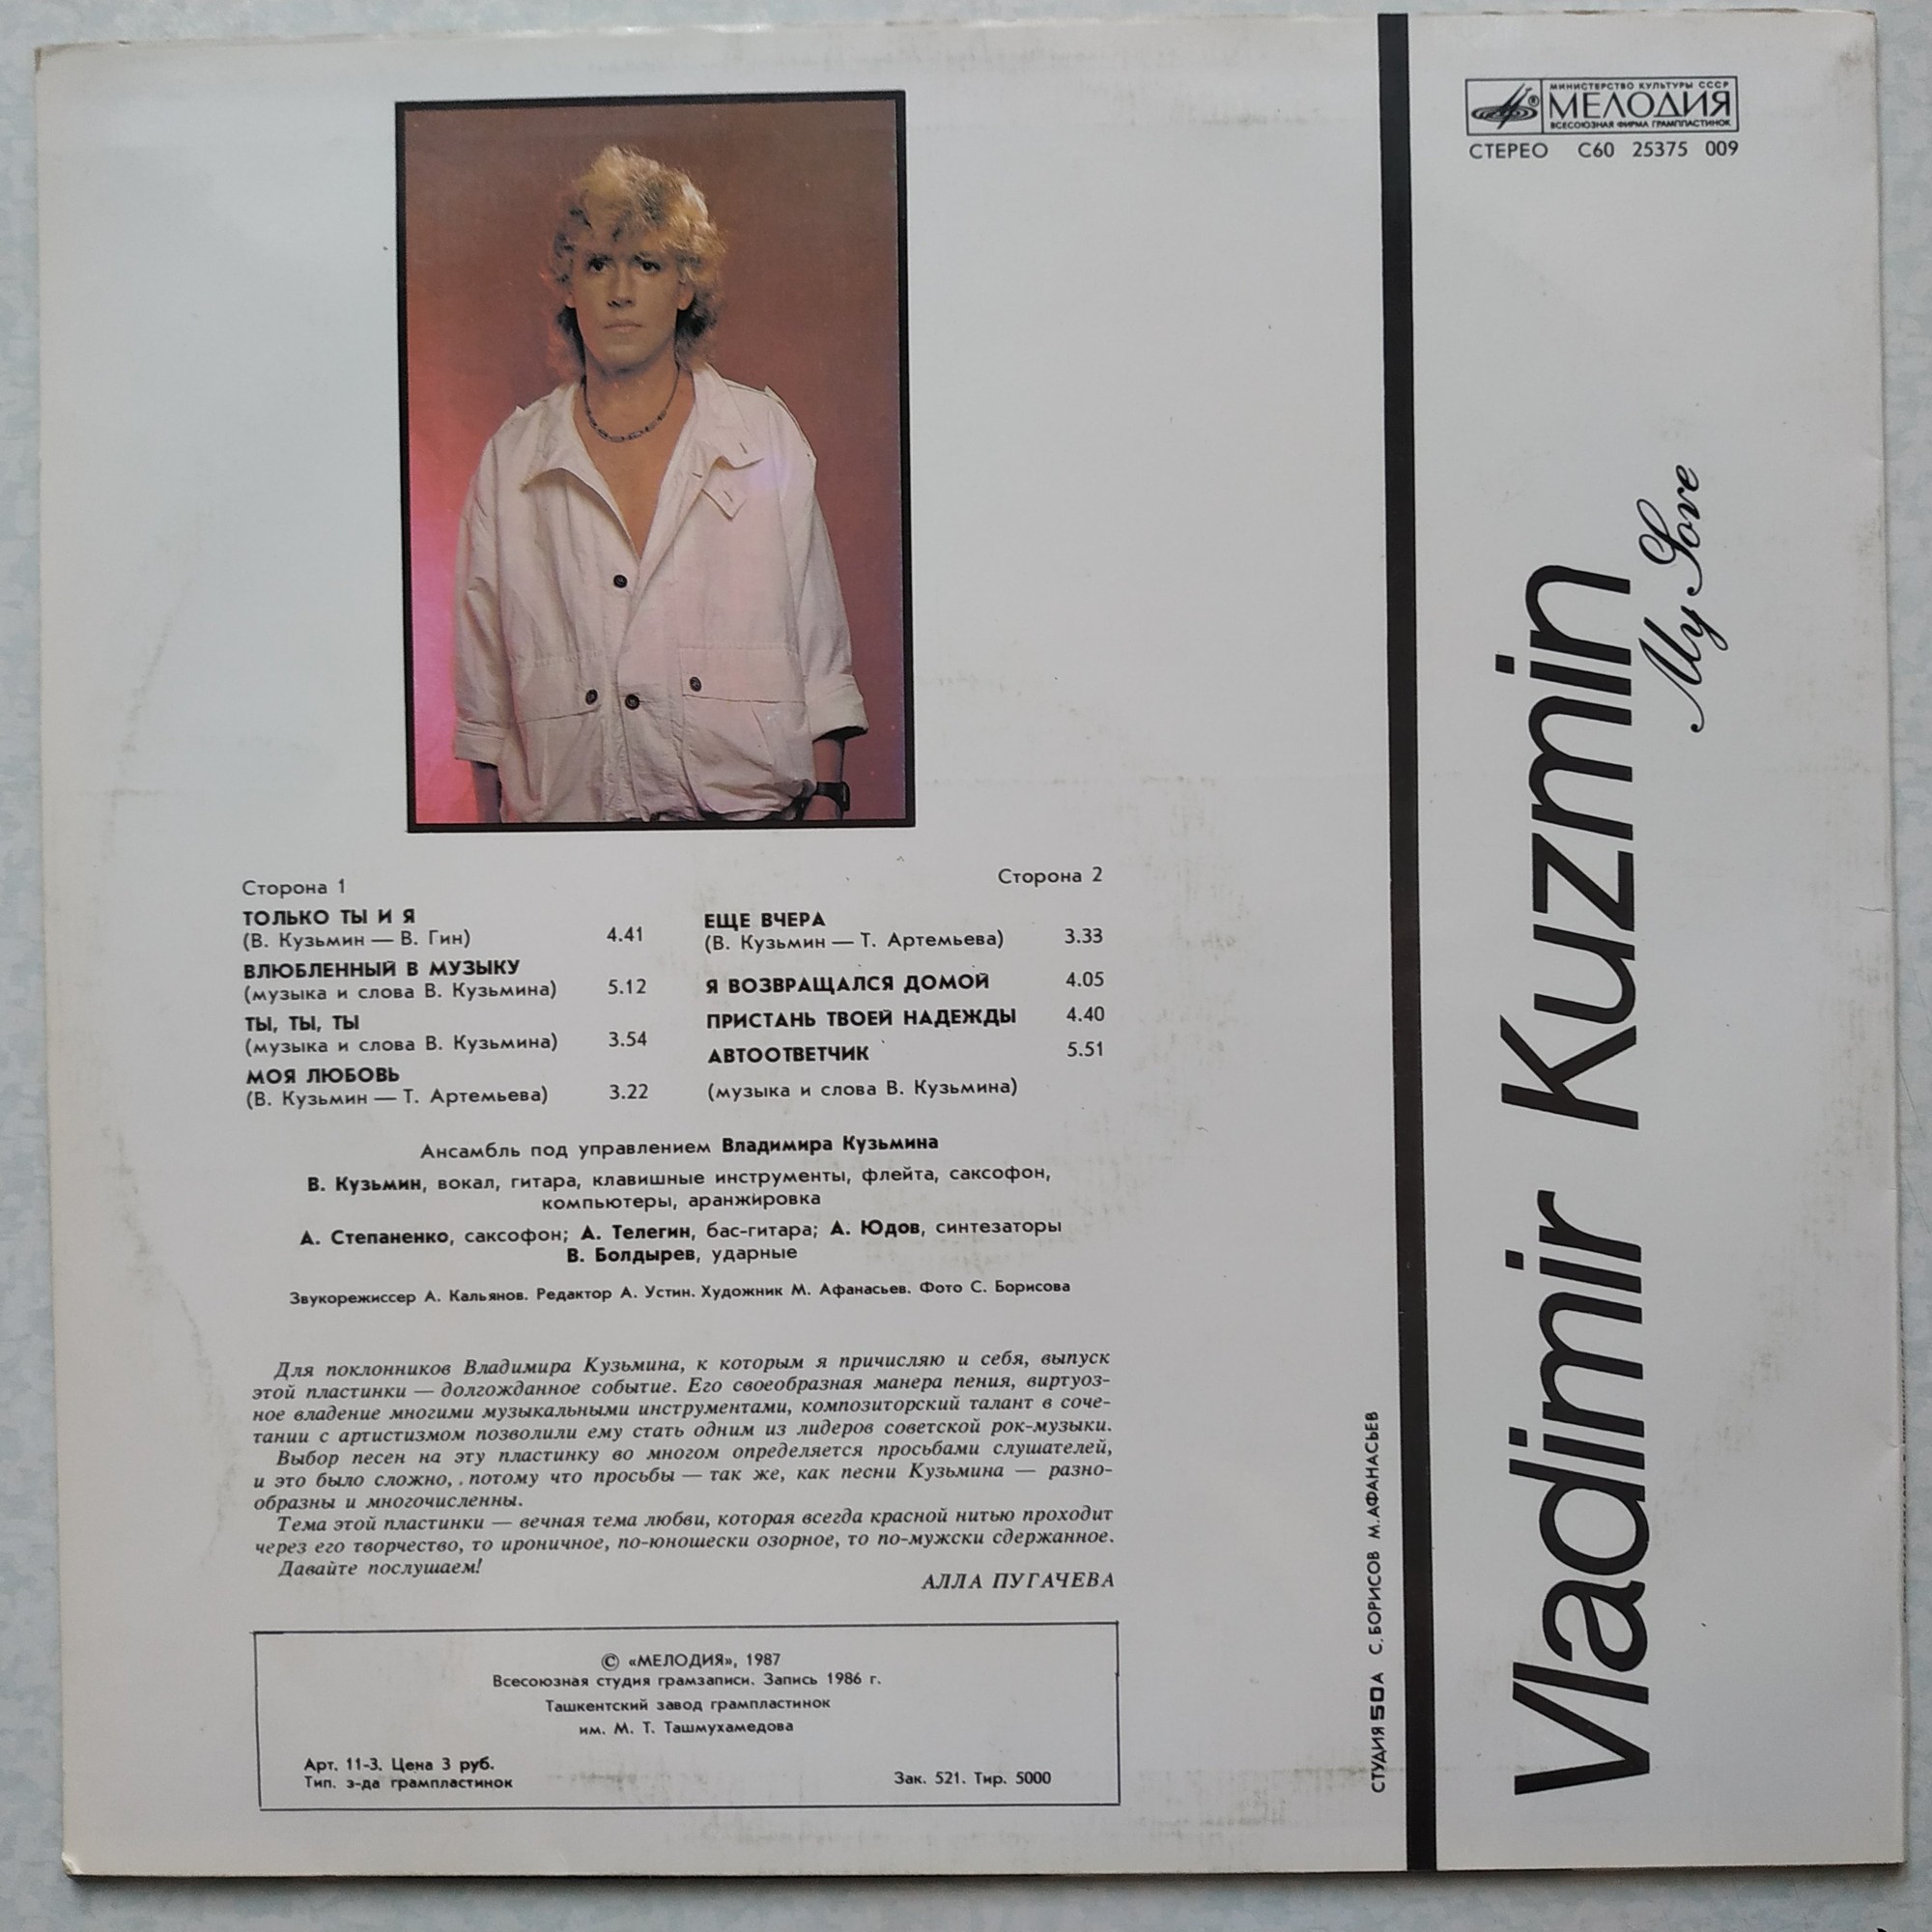 МИНИСТЕРСТВО КУЛЬТУРЫ СССР
МЕЛОДИЯ
ВСЕСОЮЗНАЯ ФИРМА ГРАМПЛАСТИНОК
СТЕРЕО С60 25375 009
Vladimir Kuzmin
My Love
Сторона 1
ТОЛЬКО ТЫ И Я
(В. Кузьмин — В. Гин) 4.41
ВЛЮБЛЕННЫЙ В МУЗЫКУ
(музыка и слова В. Кузьмина) 5.12
ТЫ, ТЫ, ТЫ
(музыка и слова В. Кузьмина) 3.54
МОЯ ЛЮБОВЬ
(В. Кузьмин — Т. Артемьева) 3.22
Сторона 2
ЕЩЕ ВЧЕРА
(В. Кузьмин — Т. Артемьева) 3.33
Я ВОЗВРАЩАЛСЯ ДОМОЙ 4.05
ПРИСТАНЬ ТВОЕЙ НАДЕЖДЫ 4.40
АВТООТВЕТЧИК 5.51
(музыка и слова В. Кузьмина)
Ансамбль под управлением Владимира Кузьмина
В. Кузьмин, вокал, гитара, клавишные инструменты, флейта, саксофон,
компьютеры, аранжировка
А. Степаненко, саксофон; А. Телегин, бас-гитара; А. Юдов, синтезаторы
В. Болдырев, ударные
Звукорежиссер А. Кальянов. Редактор А. Устин. Художник М. Афанасьев. Фото С. Борисова
Для поклонников Владимира Кузьмина, к которым я причисляю и себя, выпуск
этой пластинки — долгожданное событие. Его своеобразная манера пения, виртуоз-
ное владение многими музыкальными инструментами, композиторский талант в соче-
тании с артистизмом позволили ему стать одним из лидеров советской рок-музыки.
Выбор песен на эту пластинку во многом определяется просьбами слушателей,
и это было сложно, потому что просьбы — так же, как песни Кузьмина — разно-
образны и многочисленны.
Тема этой пластинки — вечная тема любви, которая всегда красной нитью проходит
через его творчество, то ироничное, по-юношески озорное, то по-мужски сдержанное.
Давайте послушаем!
АЛЛА ПУГАЧЕВА
© «МЕЛОДИЯ», 1987
Всесоюзная студия грамзаписи. Запись 1986 г.
Ташкентский завод грампластинок
им. М. Т. Ташмухамедова
Арт. 11-3. Цена 3 руб.
Тип. з-да грампластинок
Зак. 521. Тир. 5000
СТУДИЯ 50А С.БОРИСОВ М.АФАНАСЬЕВ